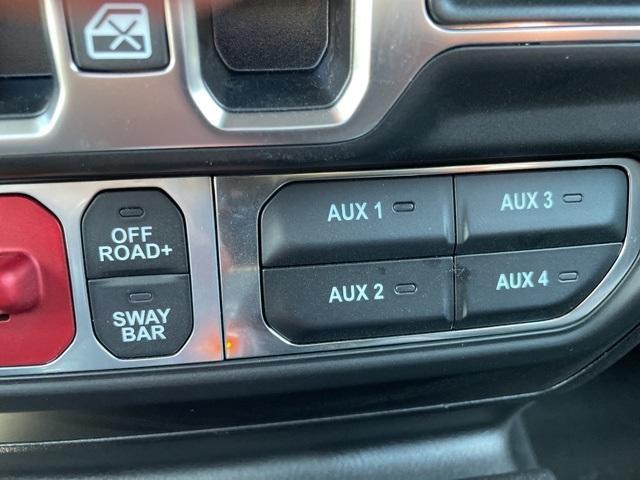 OFF
ROAD+
SWAY
BAR
AUX 1
AUX 2
AUX 3
AUX 4